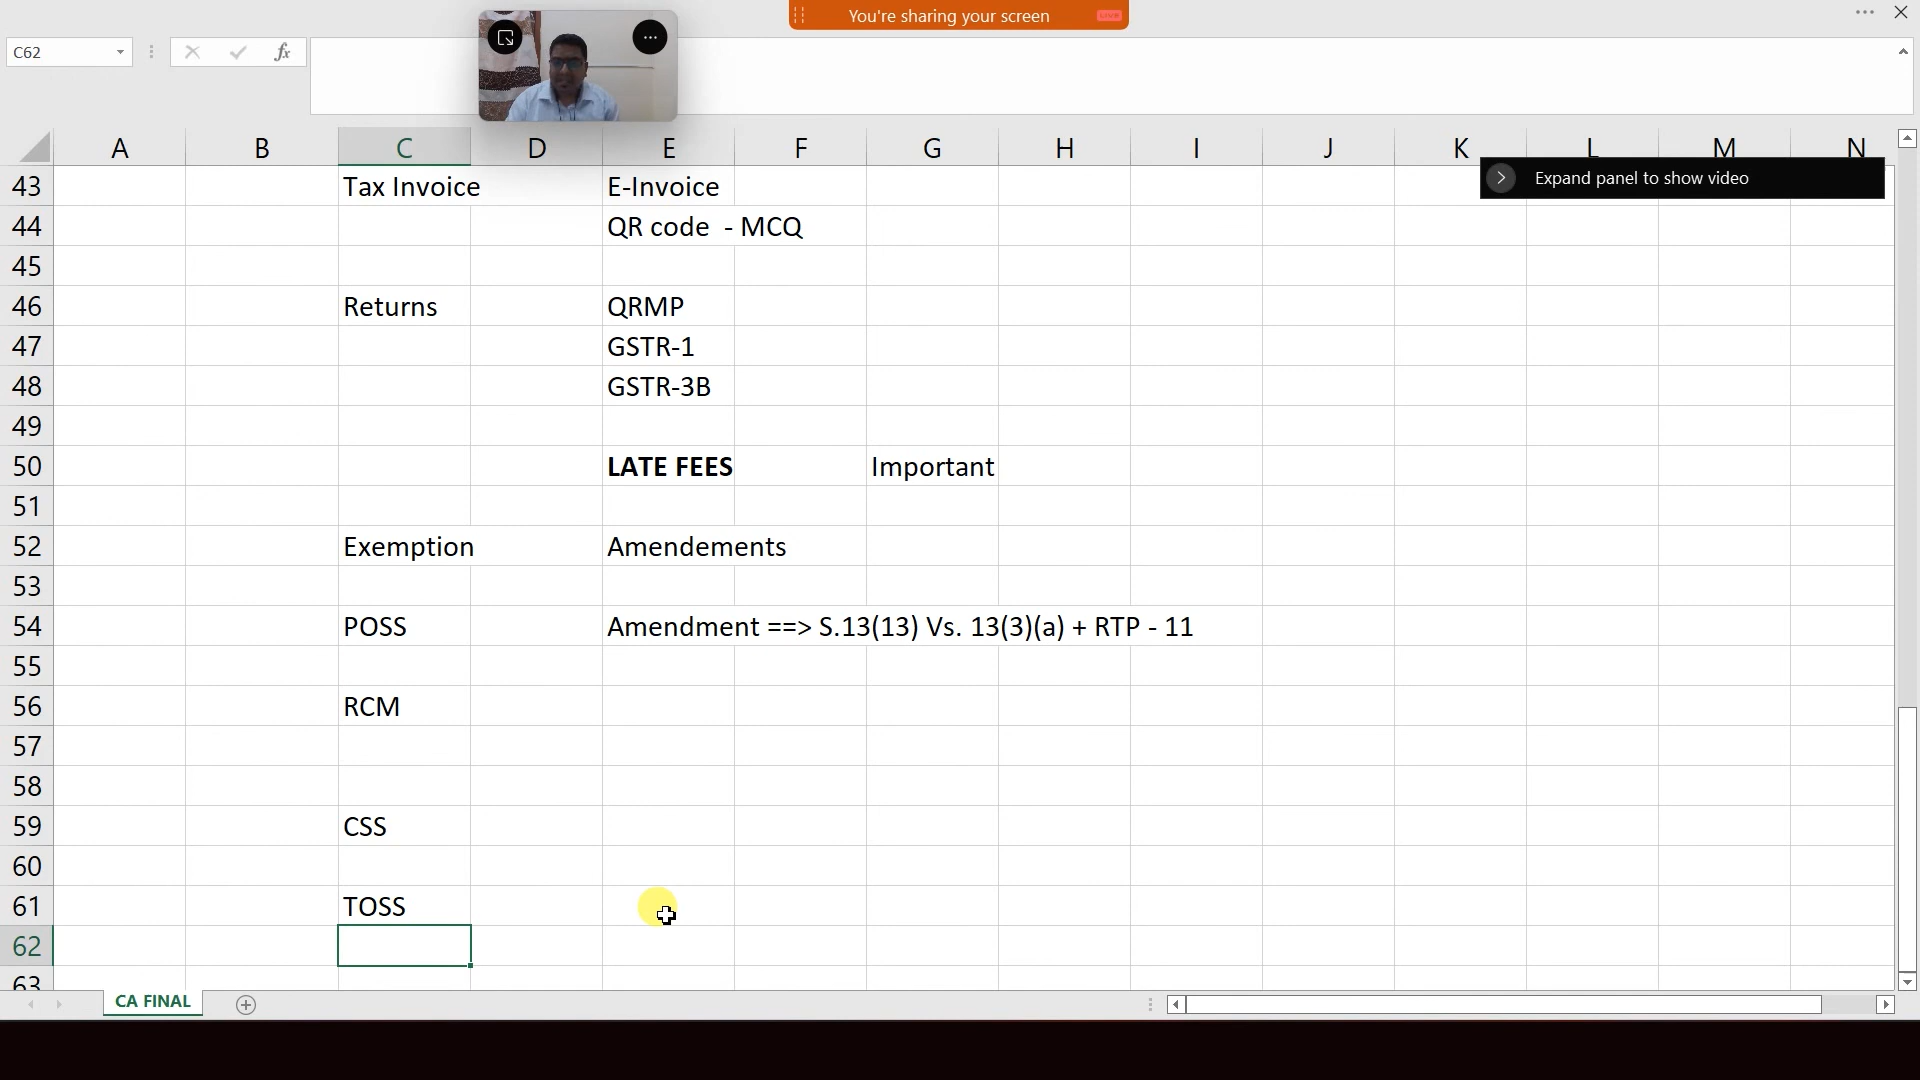 You're sharing your screen LIVE
C62
fx
A B C D E F G H I J K L M N
Expand panel to show video
43 Tax Invoice E-Invoice
44 QR code - MCQ
45
46 Returns QRMP
47 GSTR-1
48 GSTR-3B
49
50 LATE FEES Important
51
52 Exemption Amendements
53
54 POSS Amendment ==> S.13(13) Vs. 13(3)(a) + RTP - 11
55
56 RCM
57
58
59 CSS
60
61 TOSS
62
63
CA FINAL